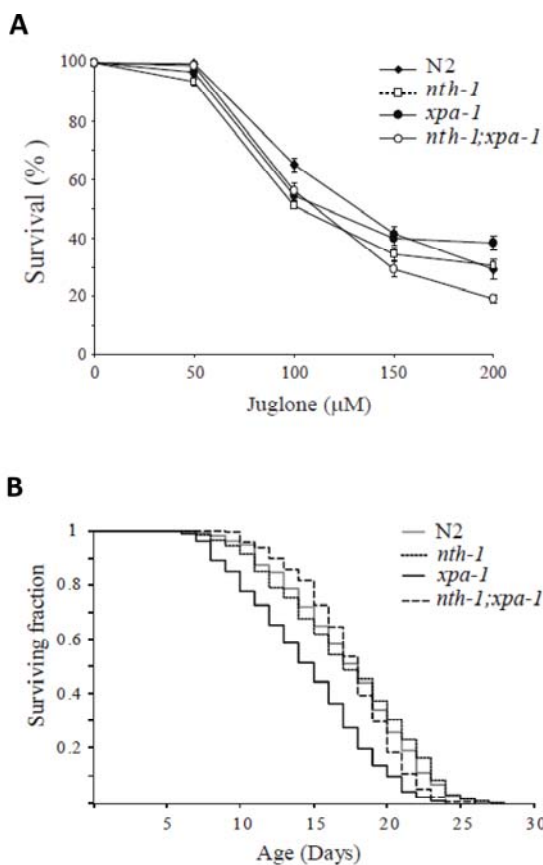 A
100
80
60
40
20
0
Survival (%)
N2
nth-1
xpa-1
nth-1;xpa-1
0 50 100 150 200
Juglone (μM)
B
1
0.8
0.6
0.4
0.2
Surviving fraction
N2
nth-1
xpa-1
nth-1;xpa-1
5 10 15 20 25 30
Age (Days)